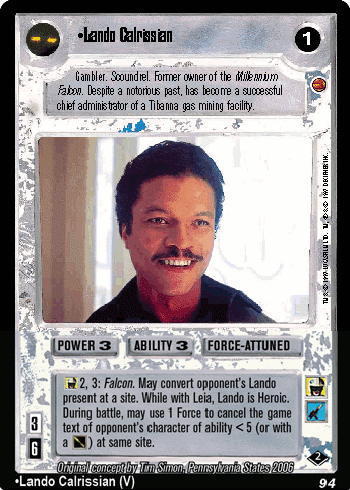 •Lando Calrissian
1
Gambler. Scoundrel. Former owner of the Millennium
Falcon. Despite a notorious past, has become a successful
chief administrator of a Tibanna gas mining facility.
POWER 3
ABILITY 3
FORCE-ATTUNED
2, 3: Falcon. May convert opponent's Lando
present at a site. While with Leia, Lando is Heroic.
During battle, may use 1 Force to cancel the game
text of opponent's character of ability < 5 (or with
a ) at same site.
3
6
2
Original concept by Tim Simon, Pennsylvania States 2006
•Lando Calrissian (V)
94